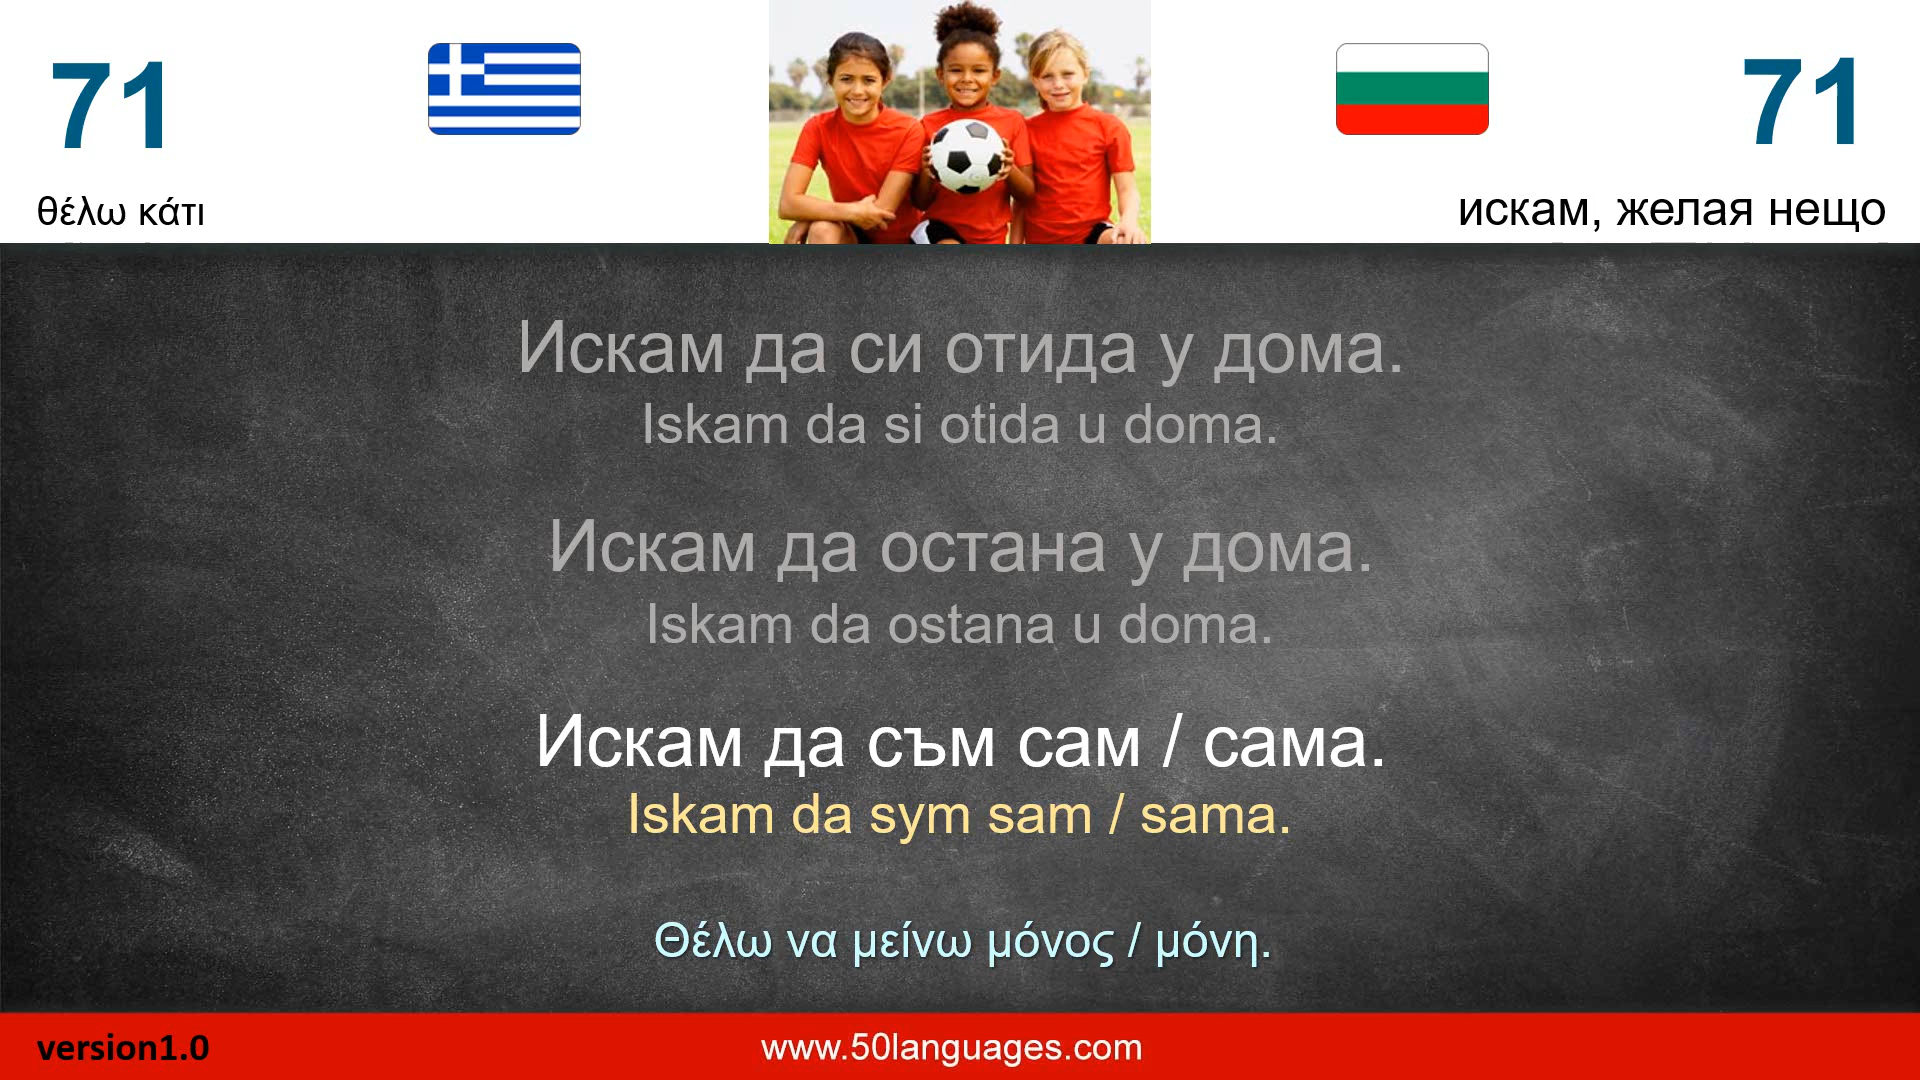 71
71
θέλω κάτι
искам, желая нещо
Искам да си отида у дома.
Iskam da si otida u doma.
Искам да остана у дома.
Iskam da ostana u doma.
Искам да съм сам / сама.
Iskam da sym sam / sama.
Θέλω να μείνω μόνος / μόνη.
version1.0
www.50languages.com